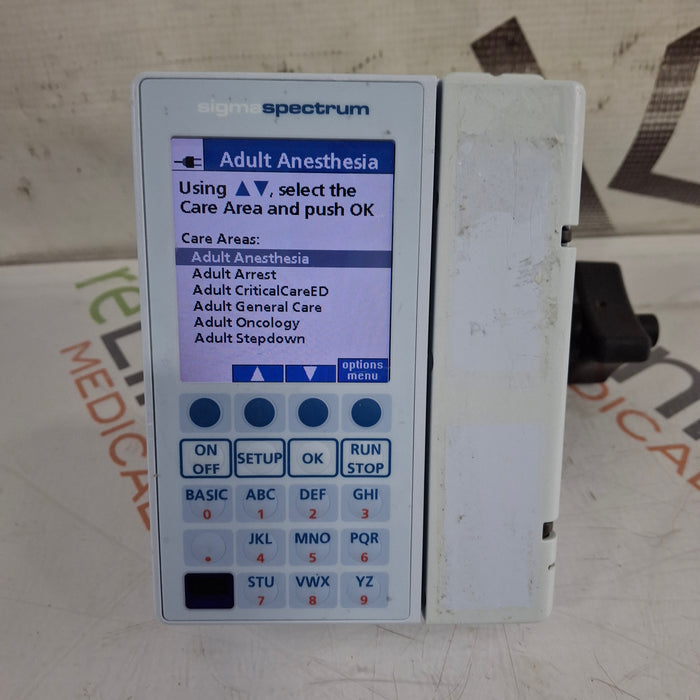 sigmaspectrum
Adult Anesthesia
Using ▲▼, select the
Care Area and push OK
Care Areas:
Adult Anesthesia
Adult Arrest
Adult CriticalCareED
Adult General Care
Adult Oncology
Adult Stepdown
options
menu
ON
OFF
SETUP
OK
RUN
STOP
BASIC ABC DEF GHI
0 1 2 3
JKL MNO PQR
. 4 5 6
STU VWX YZ
7 8 9
MEDICAL
MEDICAL